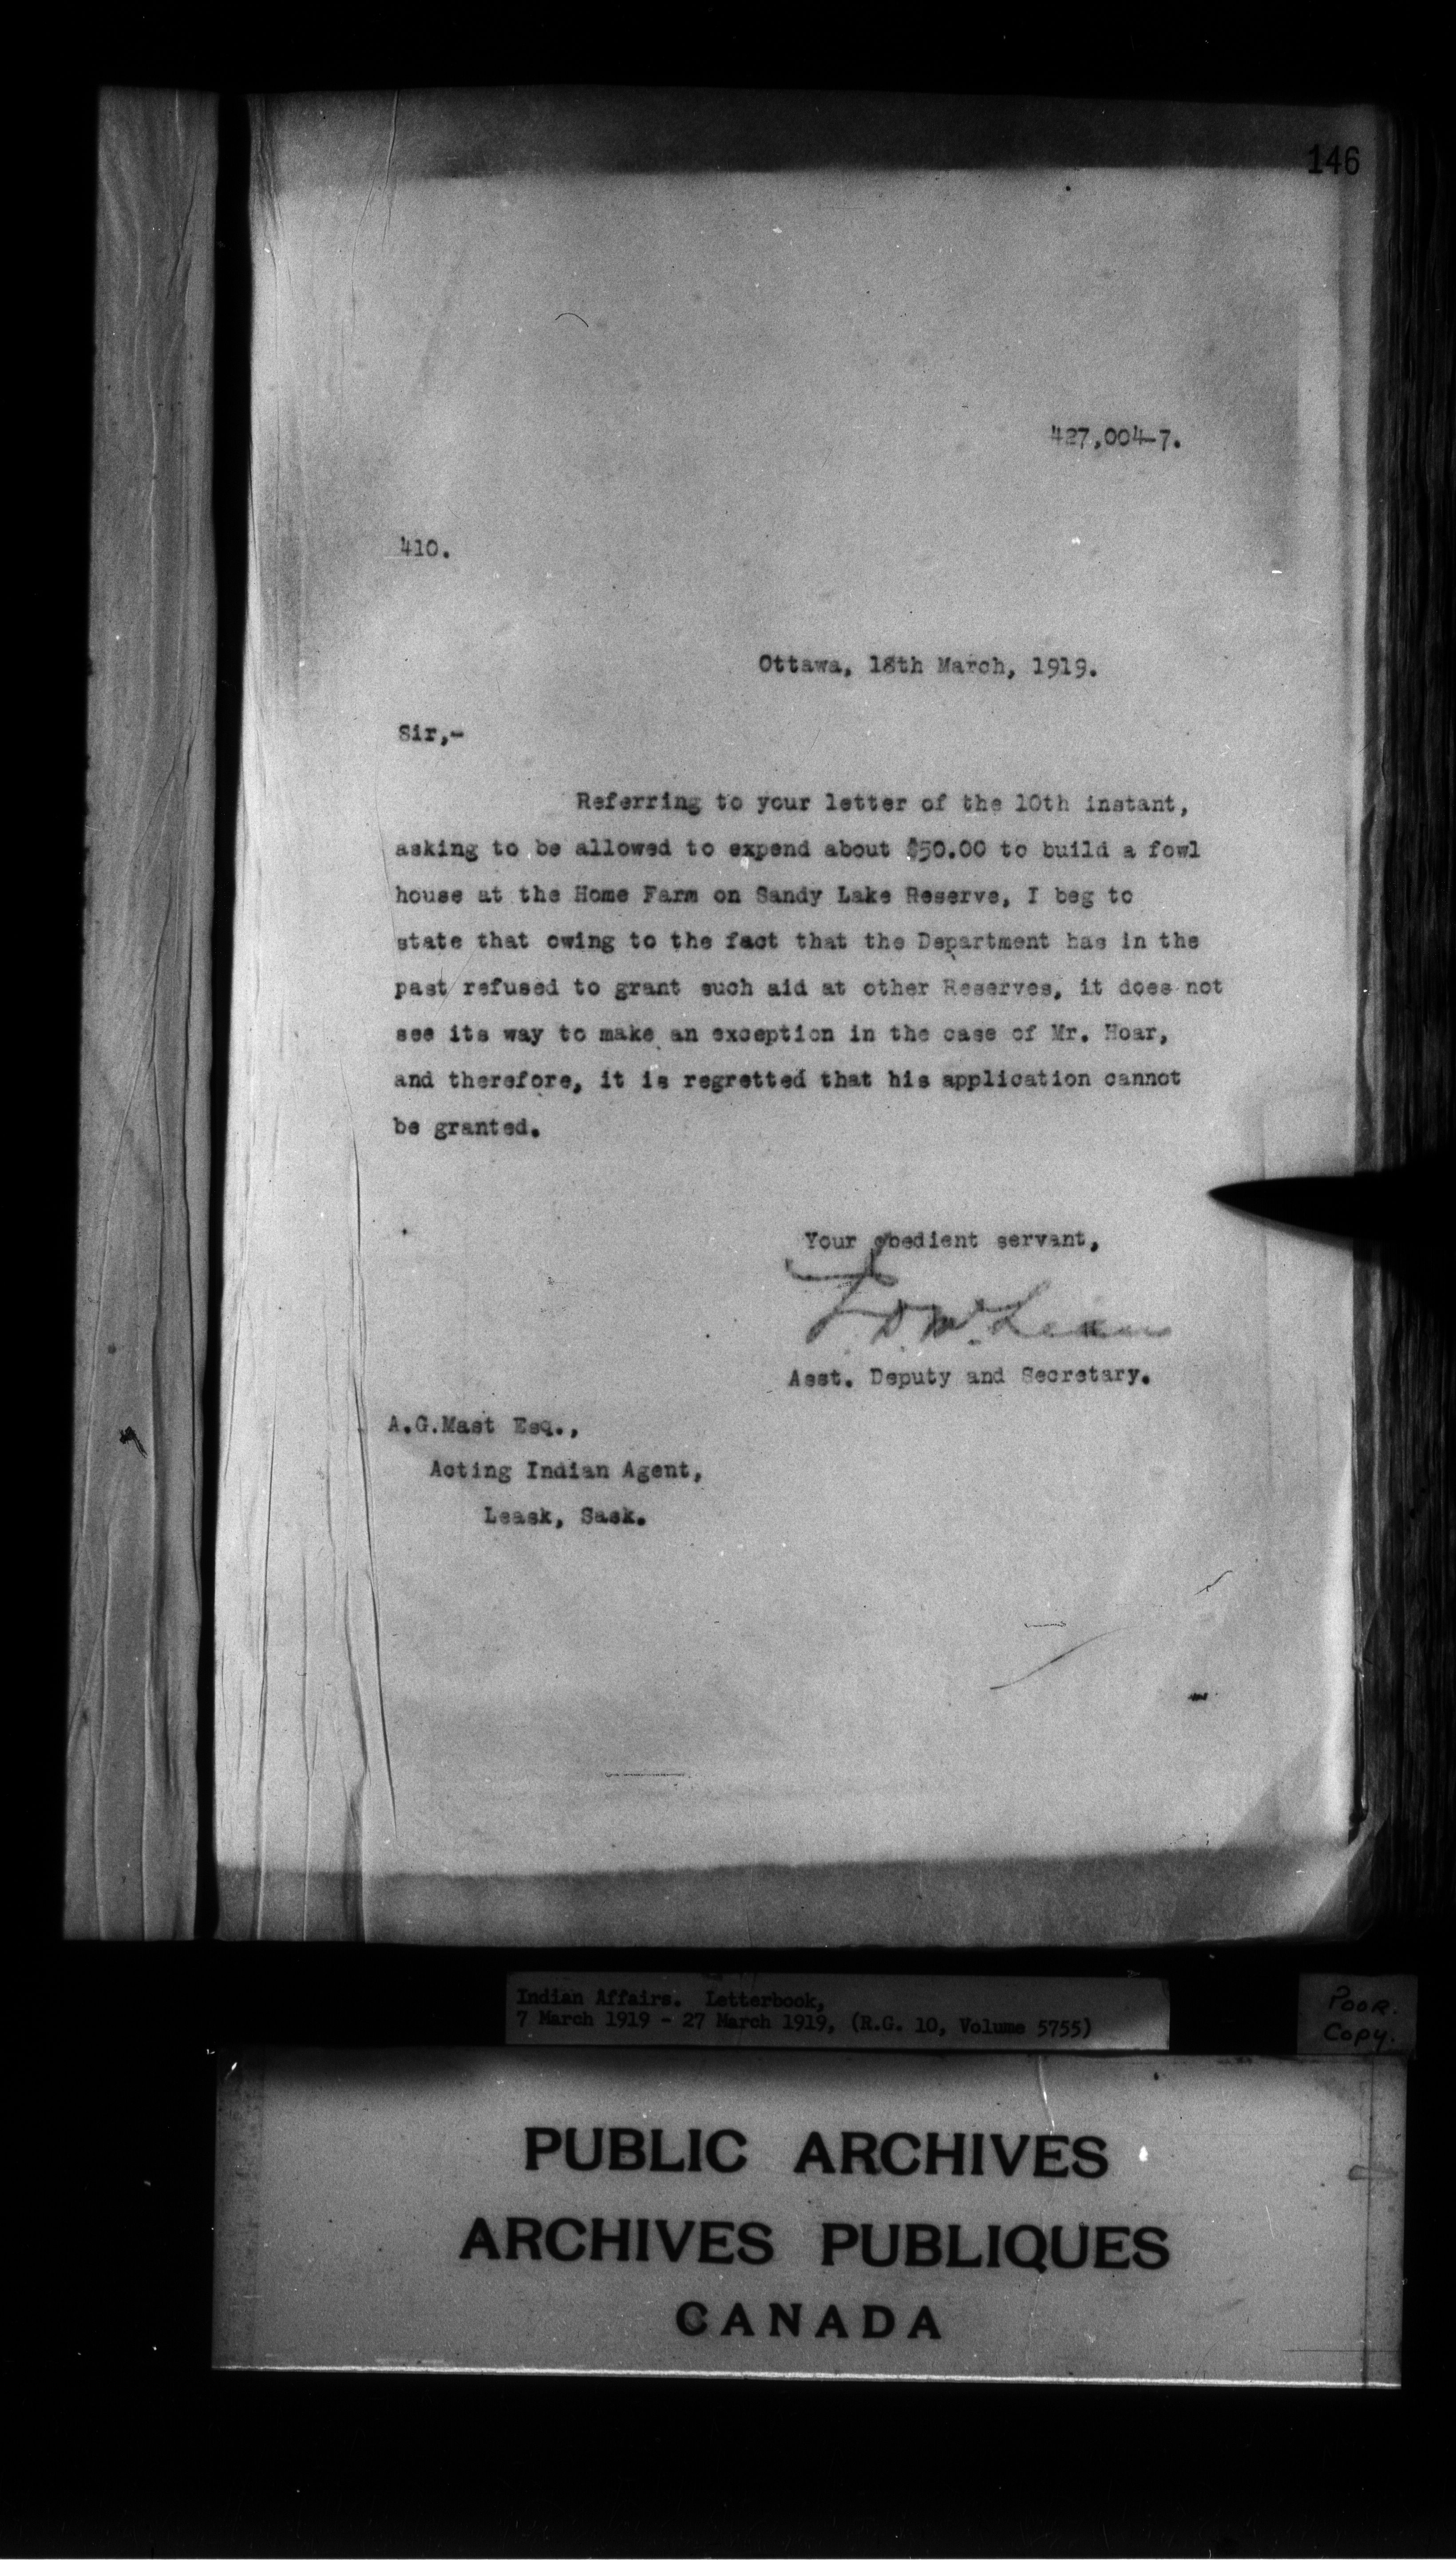 146
427,004-7.
410.
Ottawa, 18th March, 1919.
Sir,-
Referring to your letter of the 10th instant,
asking to be allowed to expend about $50.00 to build a fowl
house at the Home Farm on Sandy Lake Reserve, I beg to
state that owing to the fact that the Department has in the
past refused to grant such aid at other Reserves, it does not
see its way to make an exception in the case of Mr. Hoar,
and therefore, it is regretted that his application cannot
be granted.
Your obedient servant,
J. D. McLean
Asst. Deputy and Secretary.
A.G.Mast Esq.,
Acting Indian Agent,
Leask, Sask.
Indian Affairs. Letterbook,
7 March 1919 - 27 March 1919, (R.G. 10, Volume 5755)
POOR.
Copy.
PUBLIC ARCHIVES
ARCHIVES PUBLIQUES
CANADA